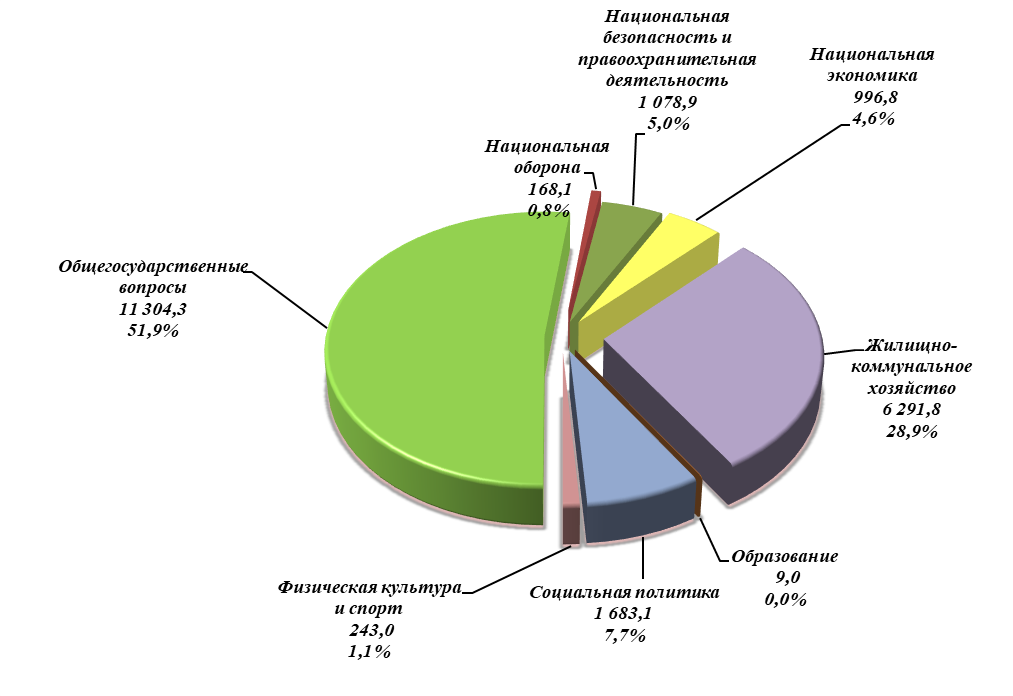 Национальная
безопасность и
правоохранительная
деятельность
1 078,9
5,0%
Национальная
экономика
996,8
4,6%
Национальная
оборона
168,1
0,8%
Общегосударственные
вопросы
11 304,3
51,9%
Жилищно-
коммунальное
хозяйство
6 291,8
28,9%
Образование
9,0
0,0%
Социальная политика
1 683,1
7,7%
Физическая культура
и спорт
243,0
1,1%